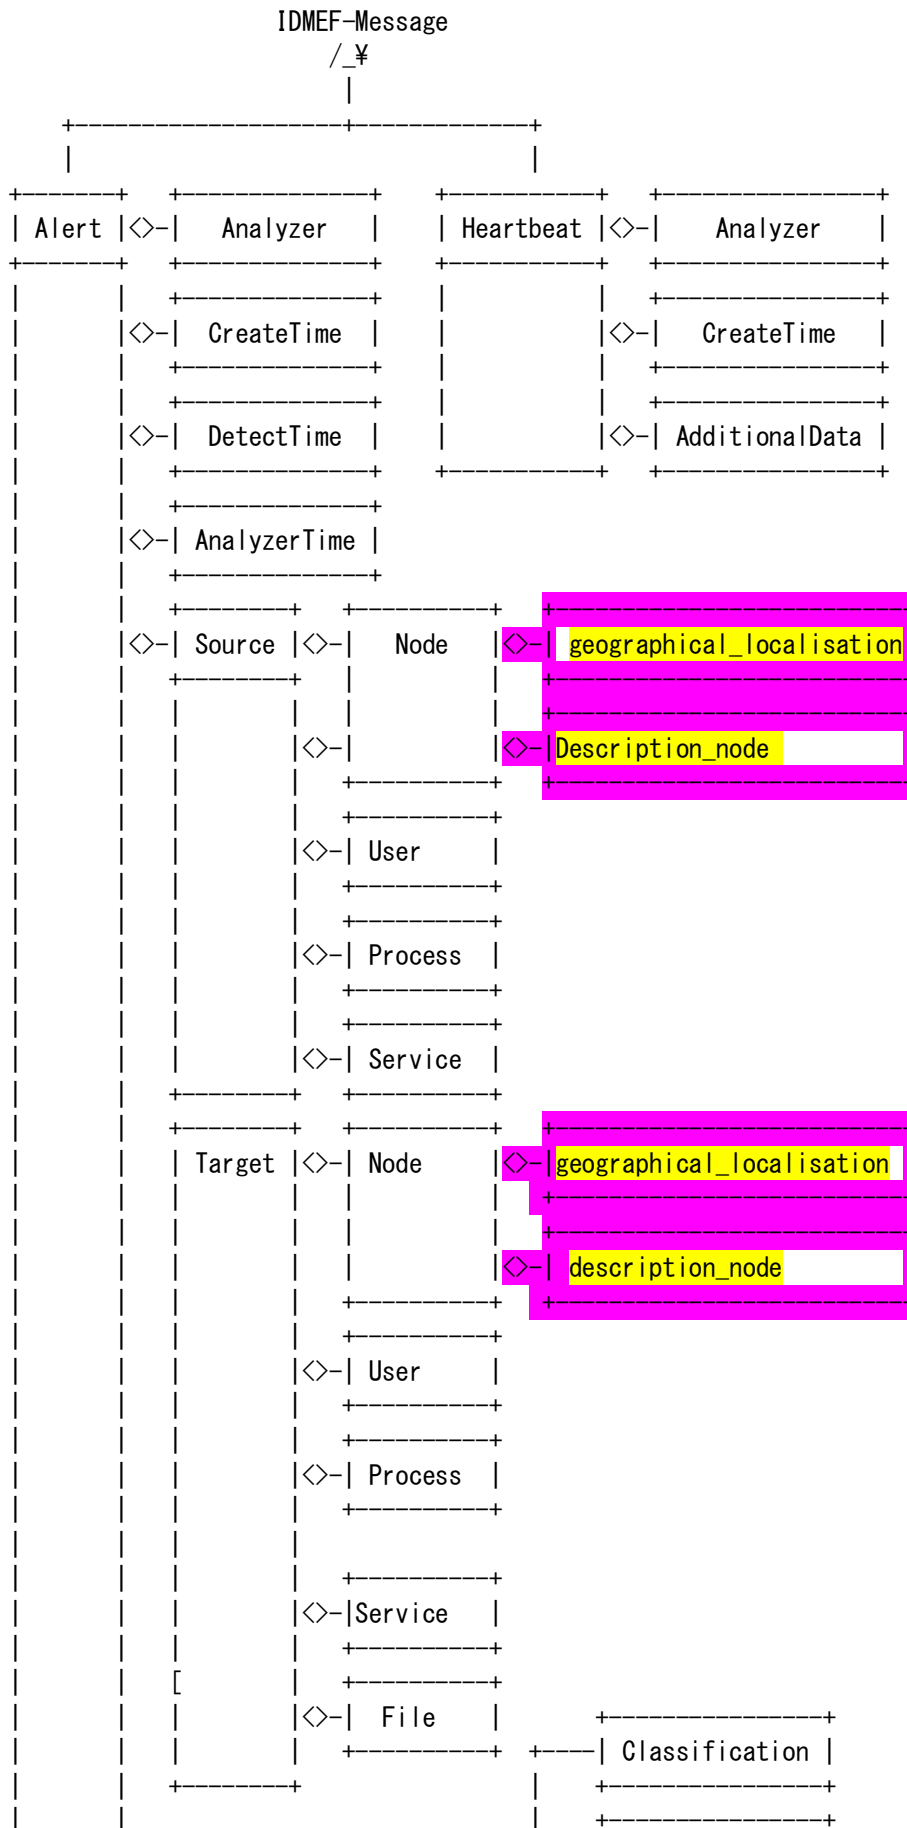 IDMEF-Message
/_¥
|
+--------------------+--------------+
| |
+-------+ +--------------+ +-----------+ +----------------+
| Alert |<>-| Analyzer | | Heartbeat |<>-| Analyzer |
+-------+ +--------------+ +-----------+ +----------------+
| | +--------------+ | | +----------------+
| |<>-| CreateTime | | |<>-| CreateTime |
| | +--------------+ | | +----------------+
| | +--------------+ | | +----------------+
| |<>-| DetectTime | | |<>-| AdditionalData |
| | +--------------+ +-----------+ +----------------+
| | +--------------+
| |<>-| AnalyzerTime |
| | +--------------+
| | +--------+ +----------+ +--------------------------
| |<>-| Source |<>-| Node |<>-| geographical_localisation
| | +--------+ | | +--------------------------
| | | | | | +--------------------------
| | | |<>-| |<>-|Description_node
| | | | +----------+ +--------------------------
| | | | +----------+
| | | |<>-| User |
| | | | +----------+
| | | | +----------+
| | | |<>-| Process |
| | | | +----------+
| | | | +----------+
| | | |<>-| Service |
| | +--------+ +----------+
| | +--------+ +----------+ +--------------------------
| | | Target |<>-| Node |<>-|geographical_localisation
| | | | | | +--------------------------
| | | | | | +--------------------------
| | | | | |<>-| description_node
| | | | +----------+ +--------------------------
| | | | +----------+
| | | |<>-| User |
| | | | +----------+
| | | | +----------+
| | | |<>-| Process |
| | | | +----------+
| | | |
| | | | +----------+
| | | |<>-|Service |
| | | | +----------+
| | [ | +----------+
| | | |<>-| File | +----------------+
| | | | +----------+ +----| Classification |
| | +--------+ | +----------------+
| | | +----------------+